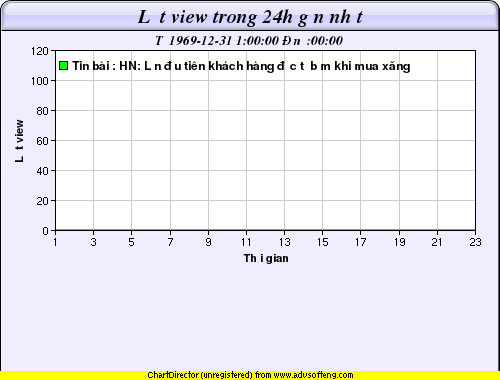 L t view trong 24h g n nh t
T 1969-12-31 1:00:00 Đn :00:00
120
Tin bài : HN: L n đ u tiên khách hàng đ c t b m khi mua xăng
100
80
60
40
20
0
L t view
1 3 5 7 9 11 13 15 17 19 21 23
Th i gian
ChartDirector (unregistered) from www.advsofteng.com